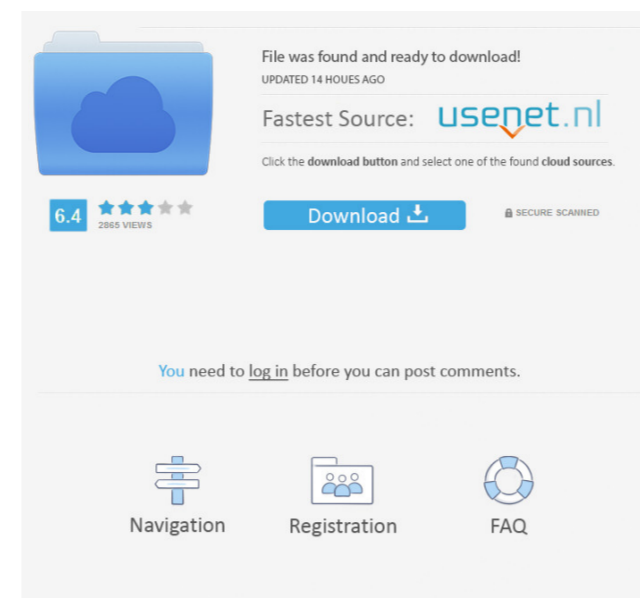 File was found and ready to download!
UPDATED 14 HOUES AGO
Fastest Source: usenet.nl
Click the download button and select one of the found cloud sources.
6.4
2865 VIEWS
Download
SECURE SCANNED
You need to log in before you can post comments.
Navigation
Registration
FAQ